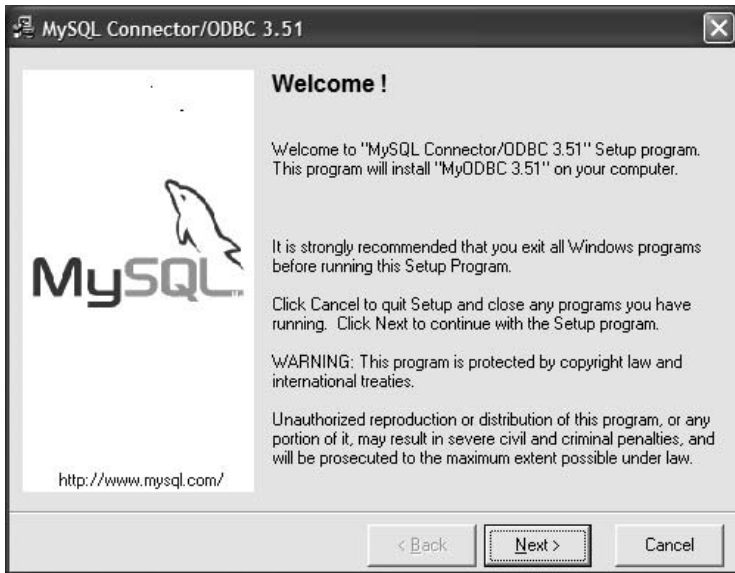 MySQL Connector/ODBC 3.51
Welcome !
Welcome to "MySQL Connector/ODBC 3.51" Setup program.
This program will install "MyODBC 3.51" on your computer.
It is strongly recommended that you exit all Windows programs
before running this Setup Program.
Click Cancel to quit Setup and close any programs you have
running. Click Next to continue with the Setup program.
WARNING: This program is protected by copyright law and
international treaties.
Unauthorized reproduction or distribution of this program, or any
portion of it, may result in severe civil and criminal penalties, and
will be prosecuted to the maximum extent possible under law.
MySQL
http://www.mysql.com/
< Back
Next >
Cancel